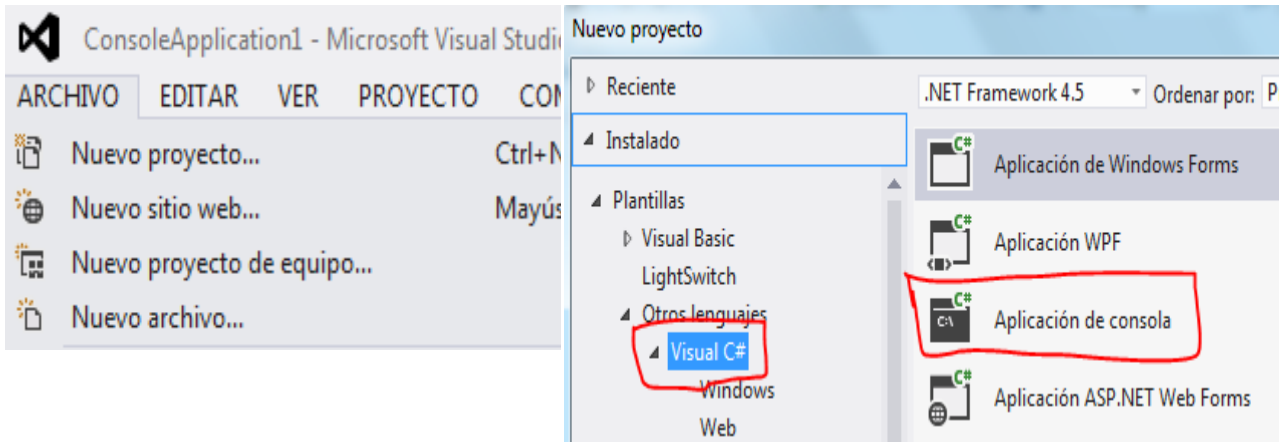 ConsoleApplication1 - Microsoft Visual Studi
ARCHIVO EDITAR VER PROYECTO
Nuevo proyecto... Ctrl+N
Nuevo sitio web... Mayús
Nuevo proyecto de equipo...
Nuevo archivo...
Nuevo proyecto
Reciente
Instalado
Plantillas
Visual Basic
LightSwitch
Otros lenguajes
Visual C#
Windows
Web
.NET Framework 4.5 Ordenar por: P
C# Aplicación de Windows Forms
C# Aplicación WPF
C# C:\ Aplicación de consola
C# Aplicación ASP.NET Web Forms